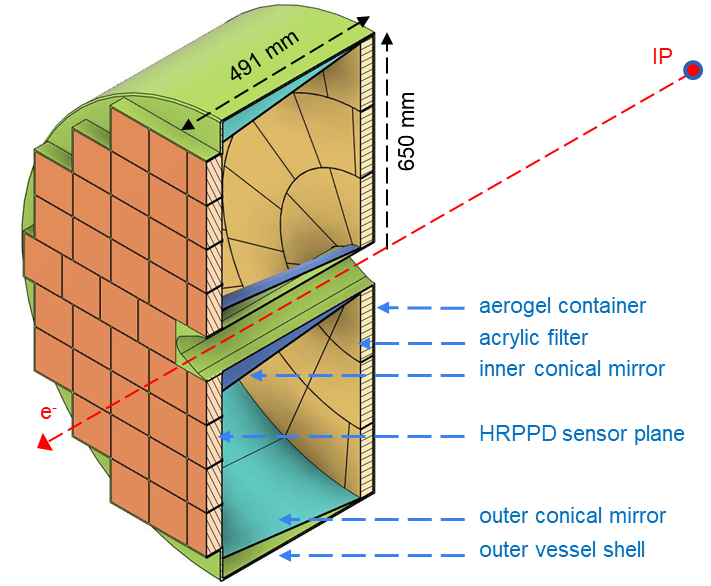 491 mm
IP
650 mm
aerogel container
acrylic filter
inner conical mirror
e-
HRPPD sensor plane
outer conical mirror
outer vessel shell